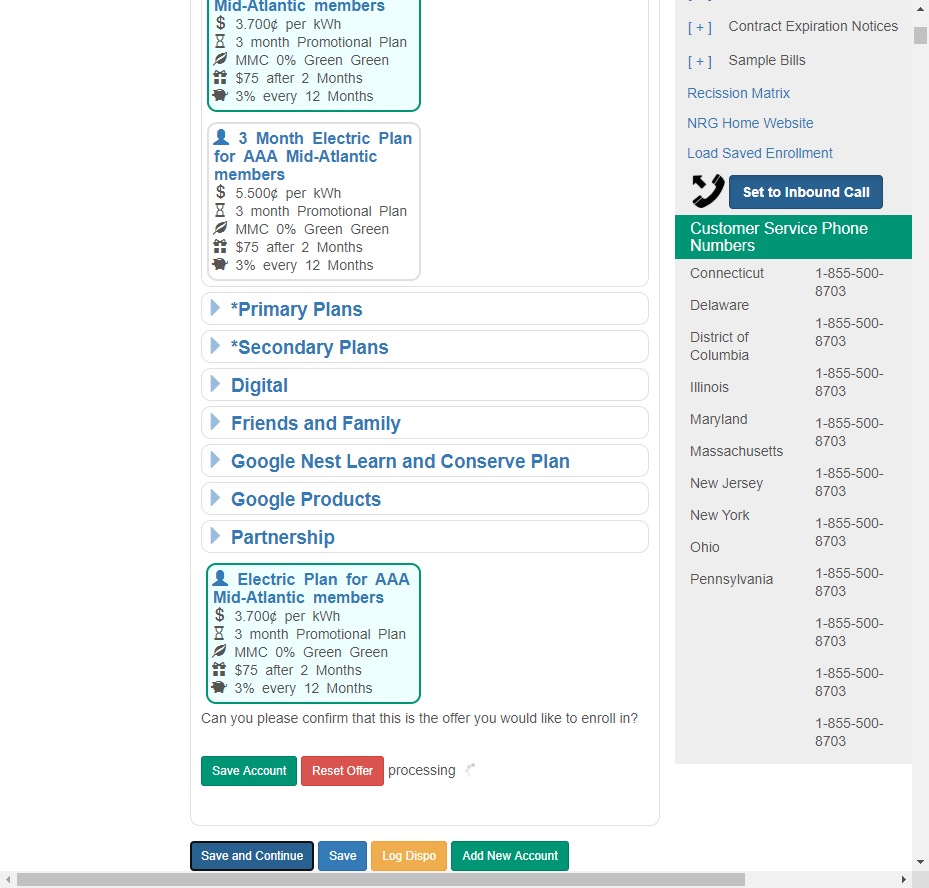 Mid-Atlantic members
$ 3.700¢ per kWh
3 month Promotional Plan
MMC 0% Green Green
$75 after 2 Months
3% every 12 Months
3 Month Electric Plan
for AAA Mid-Atlantic
members
$ 5.500¢ per kWh
3 month Promotional Plan
MMC 0% Green Green
$75 after 2 Months
3% every 12 Months
*Primary Plans
*Secondary Plans
Digital
Friends and Family
Google Nest Learn and Conserve Plan
Google Products
Partnership
Electric Plan for AAA
Mid-Atlantic members
$ 3.700¢ per kWh
3 month Promotional Plan
MMC 0% Green Green
$75 after 2 Months
3% every 12 Months
Can you please confirm that this is the offer you would like to enroll in?
Save Account Reset Offer processing
Save and Continue Save Log Dispo Add New Account
[ + ] Contract Expiration Notices
[ + ] Sample Bills
Recission Matrix
NRG Home Website
Load Saved Enrollment
Set to Inbound Call
Customer Service Phone
Numbers
Connecticut
Delaware
District of
Columbia
Illinois
Maryland
Massachusetts
New Jersey
New York
Ohio
Pennsylvania
1-855-500-
8703
1-855-500-
8703
1-855-500-
8703
1-855-500-
8703
1-855-500-
8703
1-855-500-
8703
1-855-500-
8703
1-855-500-
8703
1-855-500-
8703
1-855-500-
8703